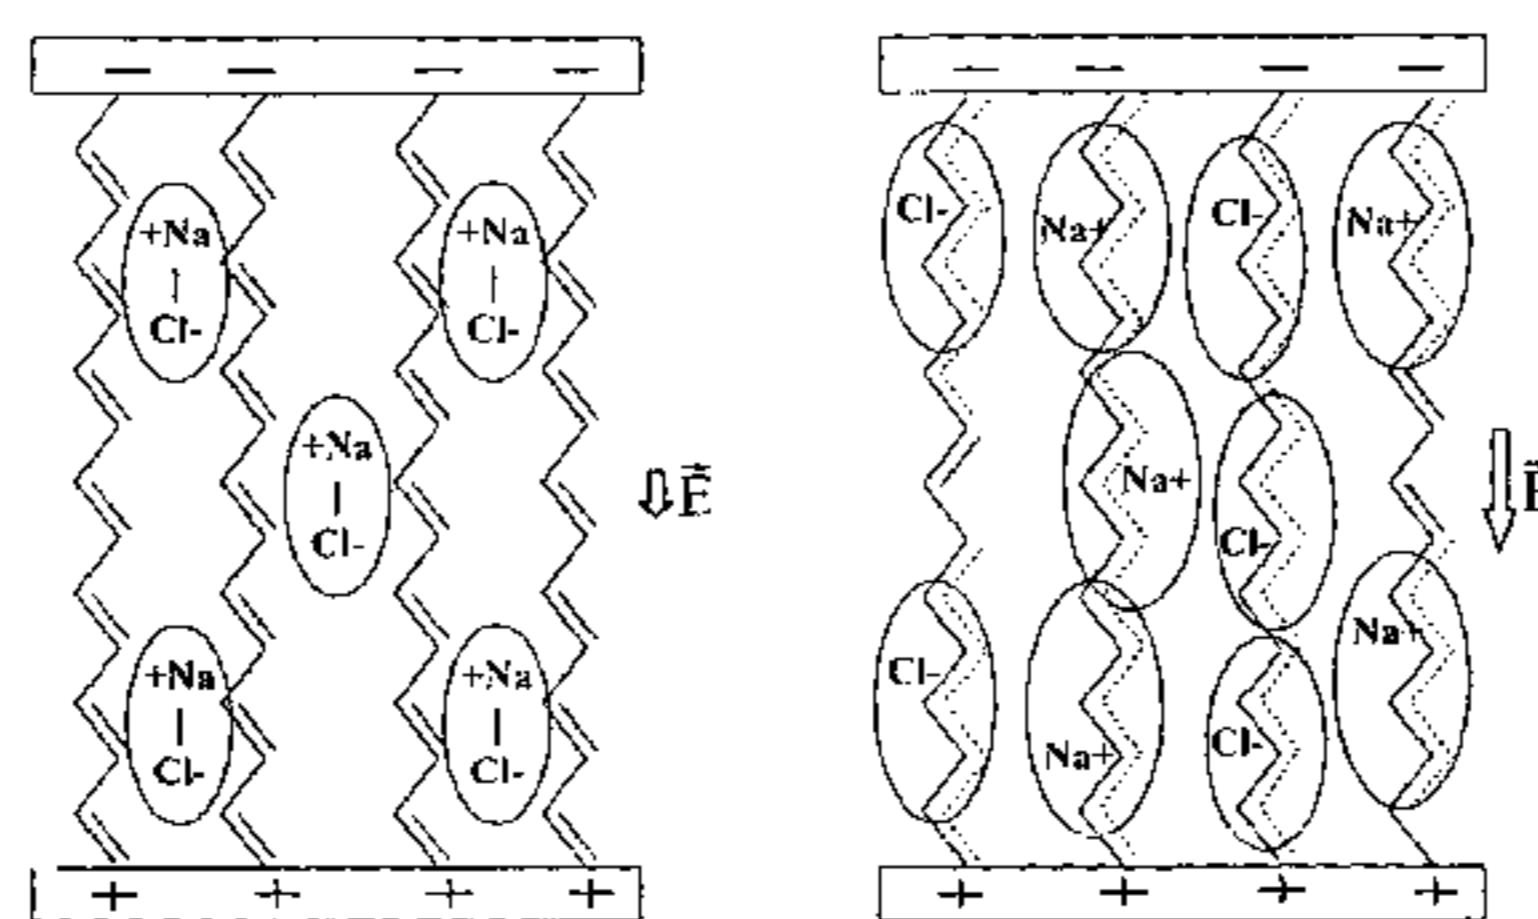 − − − −
+Na +Na
Cl- Cl-
+Na
Cl-
+Na +Na
Cl- Cl-
E
+ + + +
− − − −
Cl- Na+ Cl- Na+
Na+
Cl-
Na+
Cl-
Na+
Cl-
+ + + +